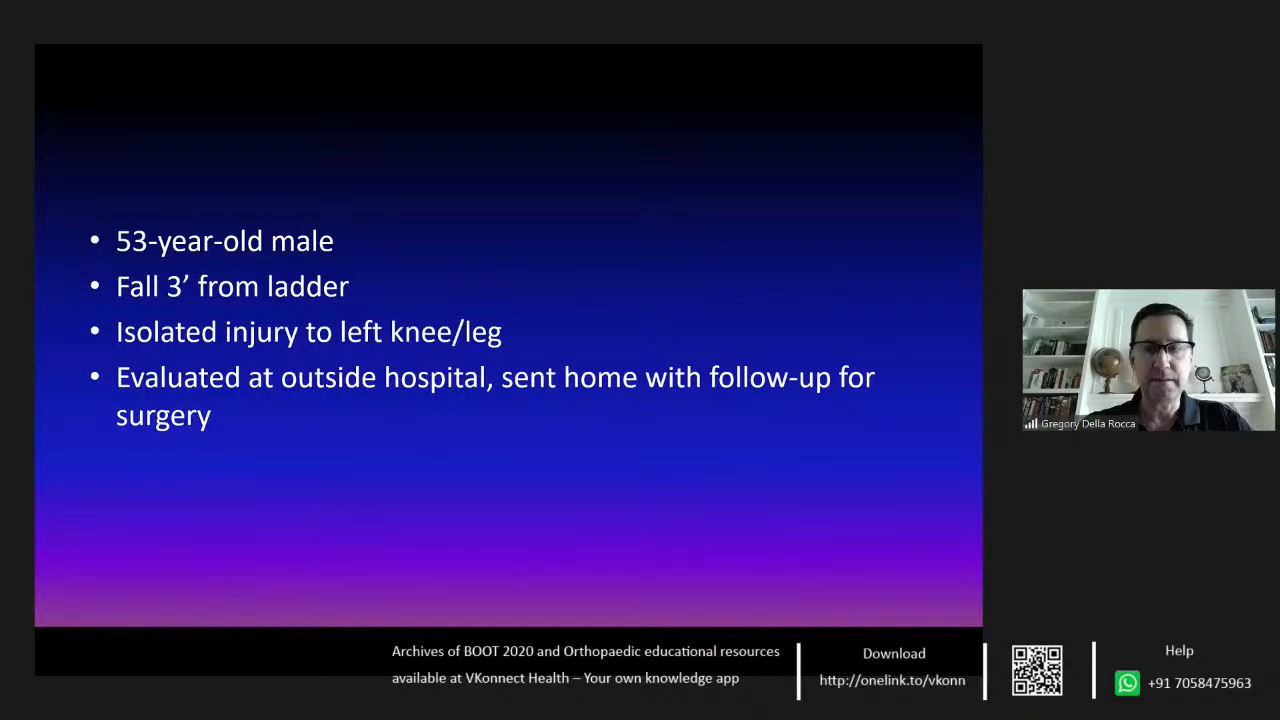 • 53-year-old male
• Fall 3’ from ladder
• Isolated injury to left knee/leg
• Evaluated at outside hospital, sent home with follow-up for
surgery
Gregory Della Rocca
Archives of BOOT 2020 and Orthopaedic educational resources
available at VKonnect Health – Your own knowledge app
Download
http://onelink.to/vkonn
Help
+91 7058475963